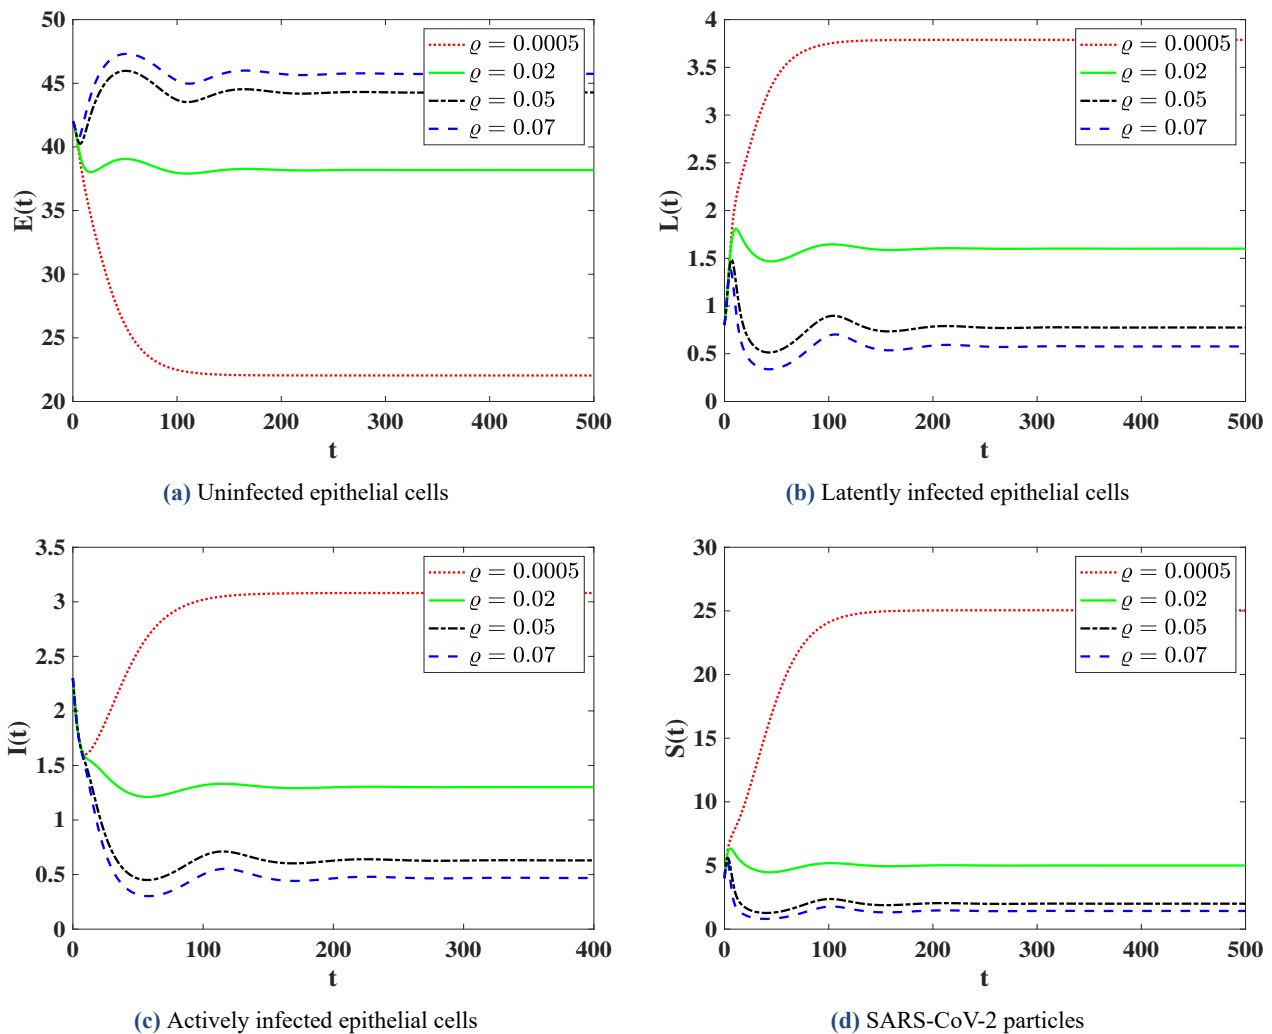 50
45
40
35
30
25
20
E(t)
0 100 200 300 400 500
t
ϱ = 0.0005
ϱ = 0.02
ϱ = 0.05
ϱ = 0.07
(a) Uninfected epithelial cells
4
3.5
3
2.5
2
1.5
1
0.5
0
L(t)
0 100 200 300 400 500
t
ϱ = 0.0005
ϱ = 0.02
ϱ = 0.05
ϱ = 0.07
(b) Latently infected epithelial cells
3.5
3
2.5
2
1.5
1
0.5
0
I(t)
0 100 200 300 400
t
ϱ = 0.0005
ϱ = 0.02
ϱ = 0.05
ϱ = 0.07
(c) Actively infected epithelial cells
30
25
20
15
10
5
0
S(t)
0 100 200 300 400 500
t
ϱ = 0.0005
ϱ = 0.02
ϱ = 0.05
ϱ = 0.07
(d) SARS-CoV-2 particles